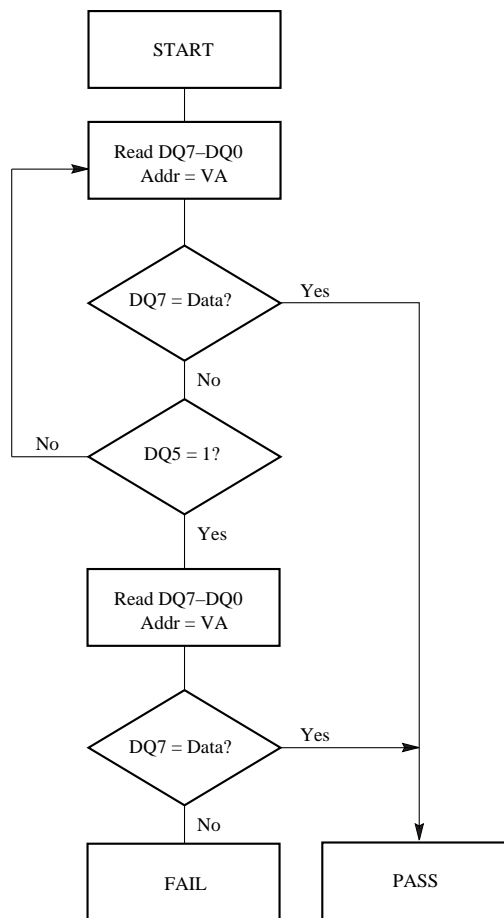 START
Read DQ7–DQ0
Addr = VA
DQ7 = Data?
Yes
No
No
DQ5 = 1?
Yes
Read DQ7–DQ0
Addr = VA
DQ7 = Data?
Yes
No
FAIL
PASS